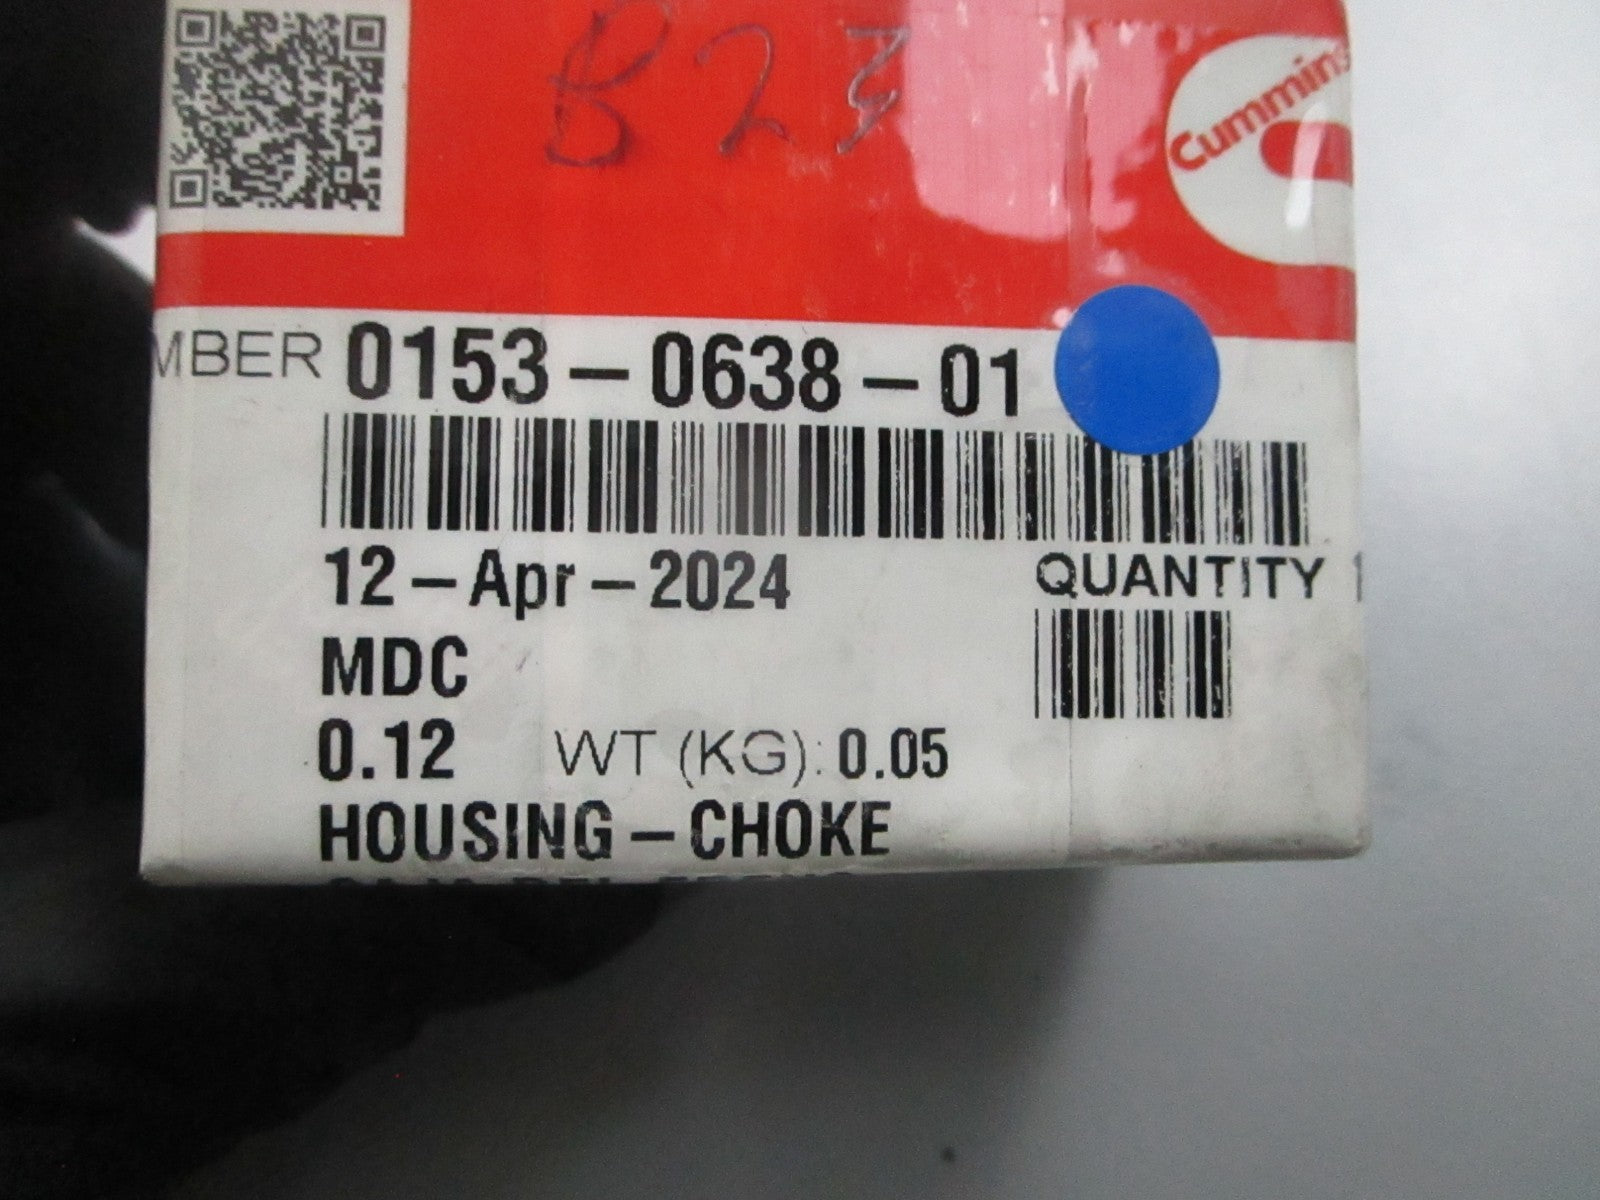 B23
Cummins
MBER 0153-0638-01
12-Apr-2024
QUANTITY 1
MDC
0.12 WT (KG): 0.05
HOUSING-CHOKE